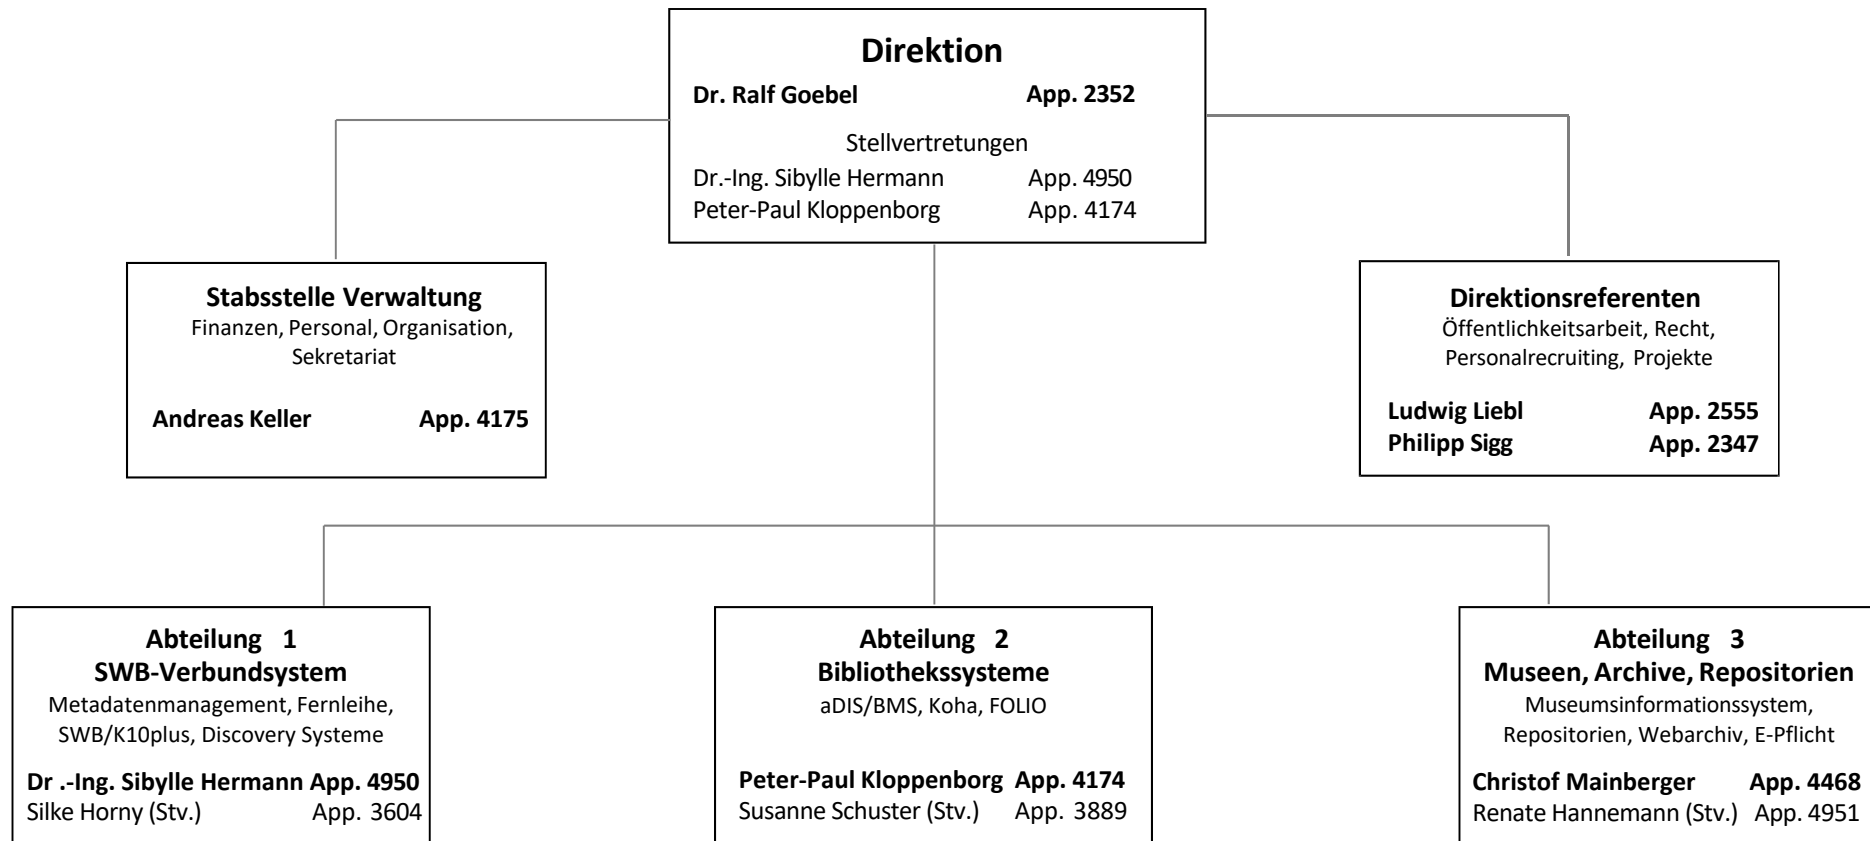 Direktion
Dr. Ralf Goebel App. 2352
Stellvertretungen
Dr.-Ing. Sibylle Hermann App. 4950
Peter-Paul Kloppenborg App. 4174
Stabsstelle Verwaltung
Finanzen, Personal, Organisation,
Sekretariat
Andreas Keller App. 4175
Direktionsreferenten
Öffentlichkeitsarbeit, Recht,
Personalrecruiting, Projekte
Ludwig Liebl App. 2555
Philipp Sigg App. 2347
Abteilung 1
SWB-Verbundsystem
Metadatenmanagement, Fernleihe,
SWB/K10plus, Discovery Systeme
Dr .-Ing. Sibylle Hermann App. 4950
Silke Horny (Stv.) App. 3604
Abteilung 2
Bibliothekssysteme
aDIS/BMS, Koha, FOLIO
Peter-Paul Kloppenborg App. 4174
Susanne Schuster (Stv.) App. 3889
Abteilung 3
Museen, Archive, Repositorien
Museumsinformationssystem,
Repositorien, Webarchiv, E-Pflicht
Christof Mainberger App. 4468
Renate Hannemann (Stv.) App. 4951